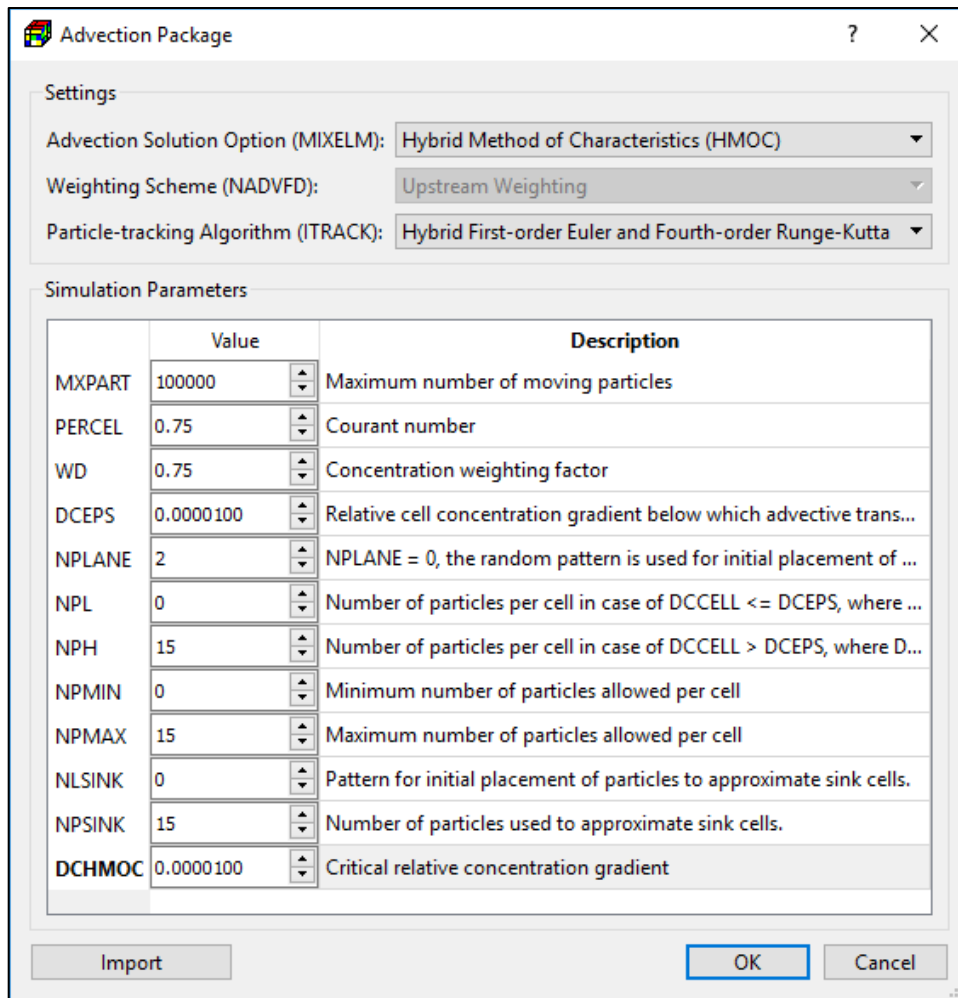 Advection Package
?
Settings
Advection Solution Option (MIXELM): Hybrid Method of Characteristics (HMOC)
Weighting Scheme (NADVFD): Upstream Weighting
Particle-tracking Algorithm (ITRACK): Hybrid First-order Euler and Fourth-order Runge-Kutta
Simulation Parameters
Value Description
MXPART 100000 Maximum number of moving particles
PERCEL 0.75 Courant number
WD 0.75 Concentration weighting factor
DCEPS 0.0000100 Relative cell concentration gradient below which advective trans...
NPLANE 2 NPLANE = 0, the random pattern is used for initial placement of ...
NPL 0 Number of particles per cell in case of DCCELL <= DCEPS, where ...
NPH 15 Number of particles per cell in case of DCCELL > DCEPS, where D...
NPMIN 0 Minimum number of particles allowed per cell
NPMAX 15 Maximum number of particles allowed per cell
NLSINK 0 Pattern for initial placement of particles to approximate sink cells.
NPSINK 15 Number of particles used to approximate sink cells.
DCHMOC 0.0000100 Critical relative concentration gradient
Import OK Cancel